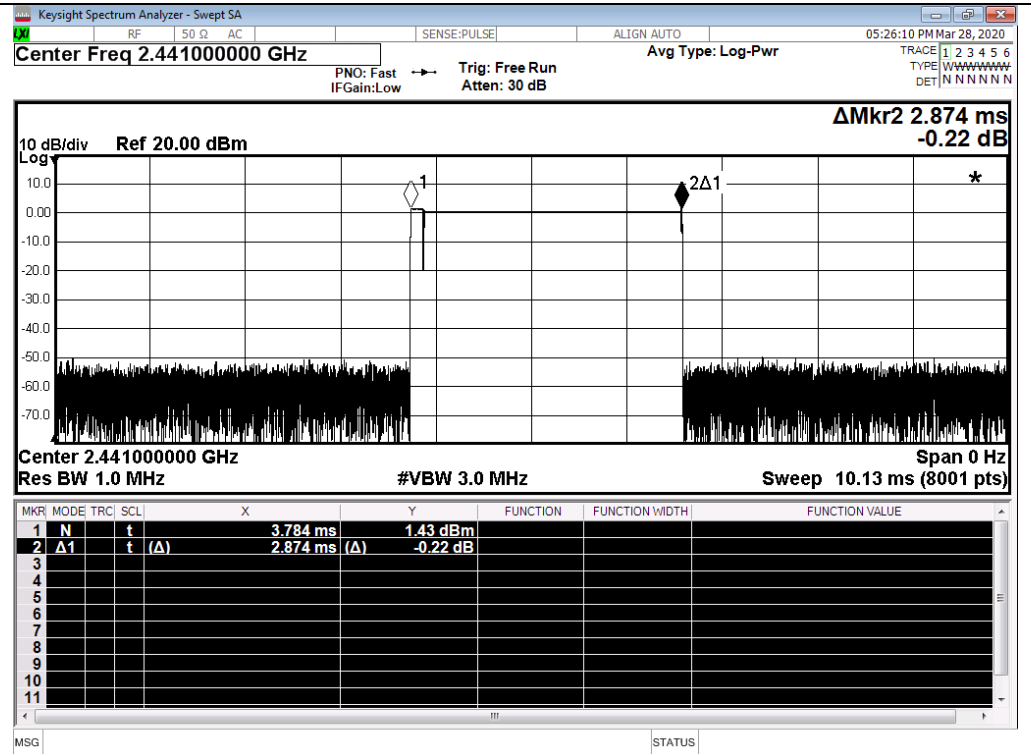 Keysight Spectrum Analyzer - Swept SA
LXI RF 50 Ω AC SENSE:PULSE ALIGN AUTO 05:26:10 PM Mar 28, 2020
Center Freq 2.441000000 GHz Avg Type: Log-Pwr TRACE 1 2 3 4 5 6
PNO: Fast Trig: Free Run TYPE WWWWWW
IFGain:Low Atten: 30 dB DET N N N N N N
ΔMkr2 2.874 ms
10 dB/div Ref 20.00 dBm -0.22 dB
Log
10.0 1 2Δ1 *
0.00
-10.0
-20.0
-30.0
-40.0
-50.0
-60.0
-70.0
Center 2.441000000 GHz Span 0 Hz
Res BW 1.0 MHz #VBW 3.0 MHz Sweep 10.13 ms (8001 pts)
MKR MODE TRC SCL X Y FUNCTION FUNCTION WIDTH FUNCTION VALUE
1 N t 3.784 ms 1.43 dBm
2 Δ1 t (Δ) 2.874 ms (Δ) -0.22 dB
3
4
5
6
7
8
9
10
11
MSG STATUS